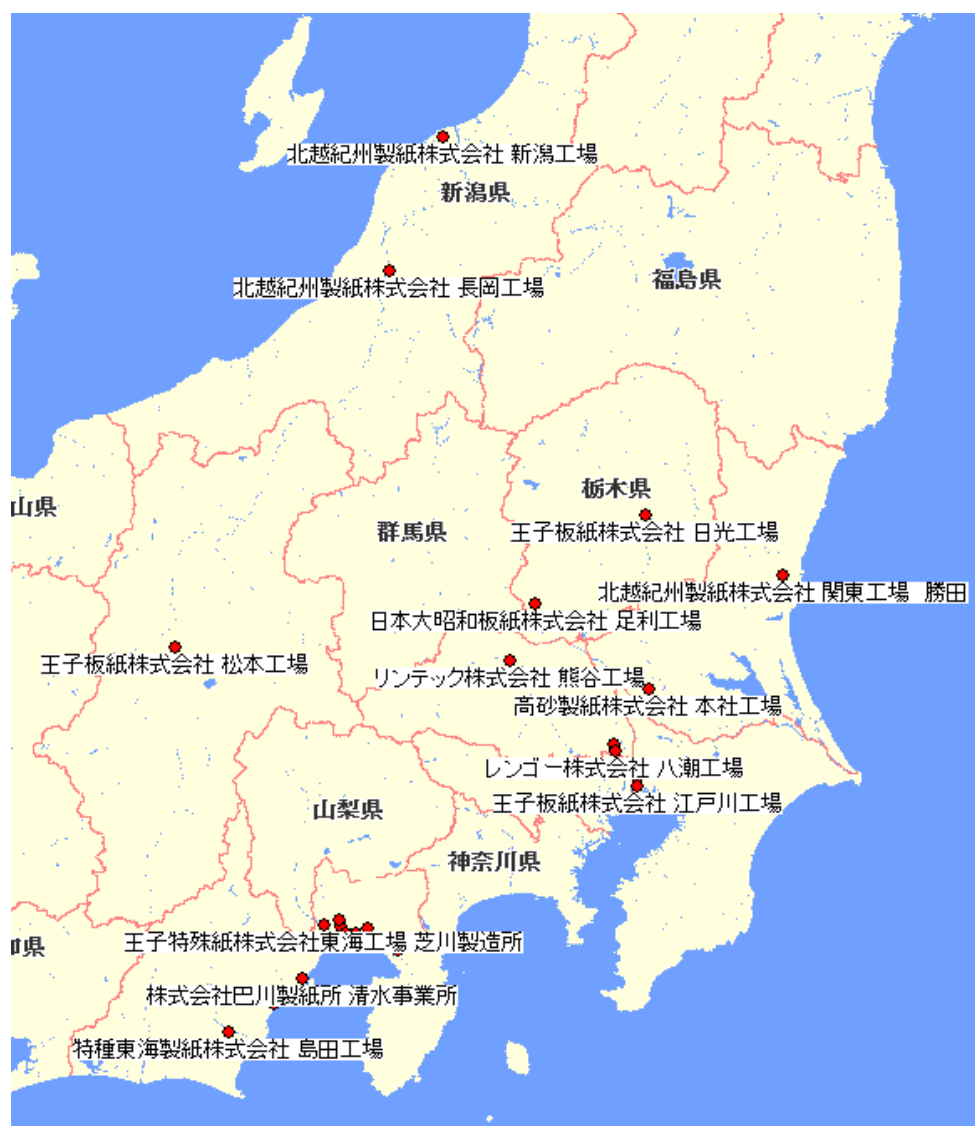 北越紀州製紙株式会社 新潟工場
新潟県
北越紀州製紙株式会社 長岡工場
福島県
栃木県
山県
群馬県
王子板紙株式会社 日光工場
北越紀州製紙株式会社 関東工場 勝田
日本大昭和板紙株式会社 足利工場
王子板紙株式会社 松本工場
リンテック株式会社 熊谷工場
高砂製紙株式会社 本社工場
レンゴー株式会社 八潮工場
王子板紙株式会社 江戸川工場
山梨県
神奈川県
王子特殊紙株式会社東海工場 芝川製造所
県
株式会社巴川製紙所 清水事業所
特種東海製紙株式会社 島田工場